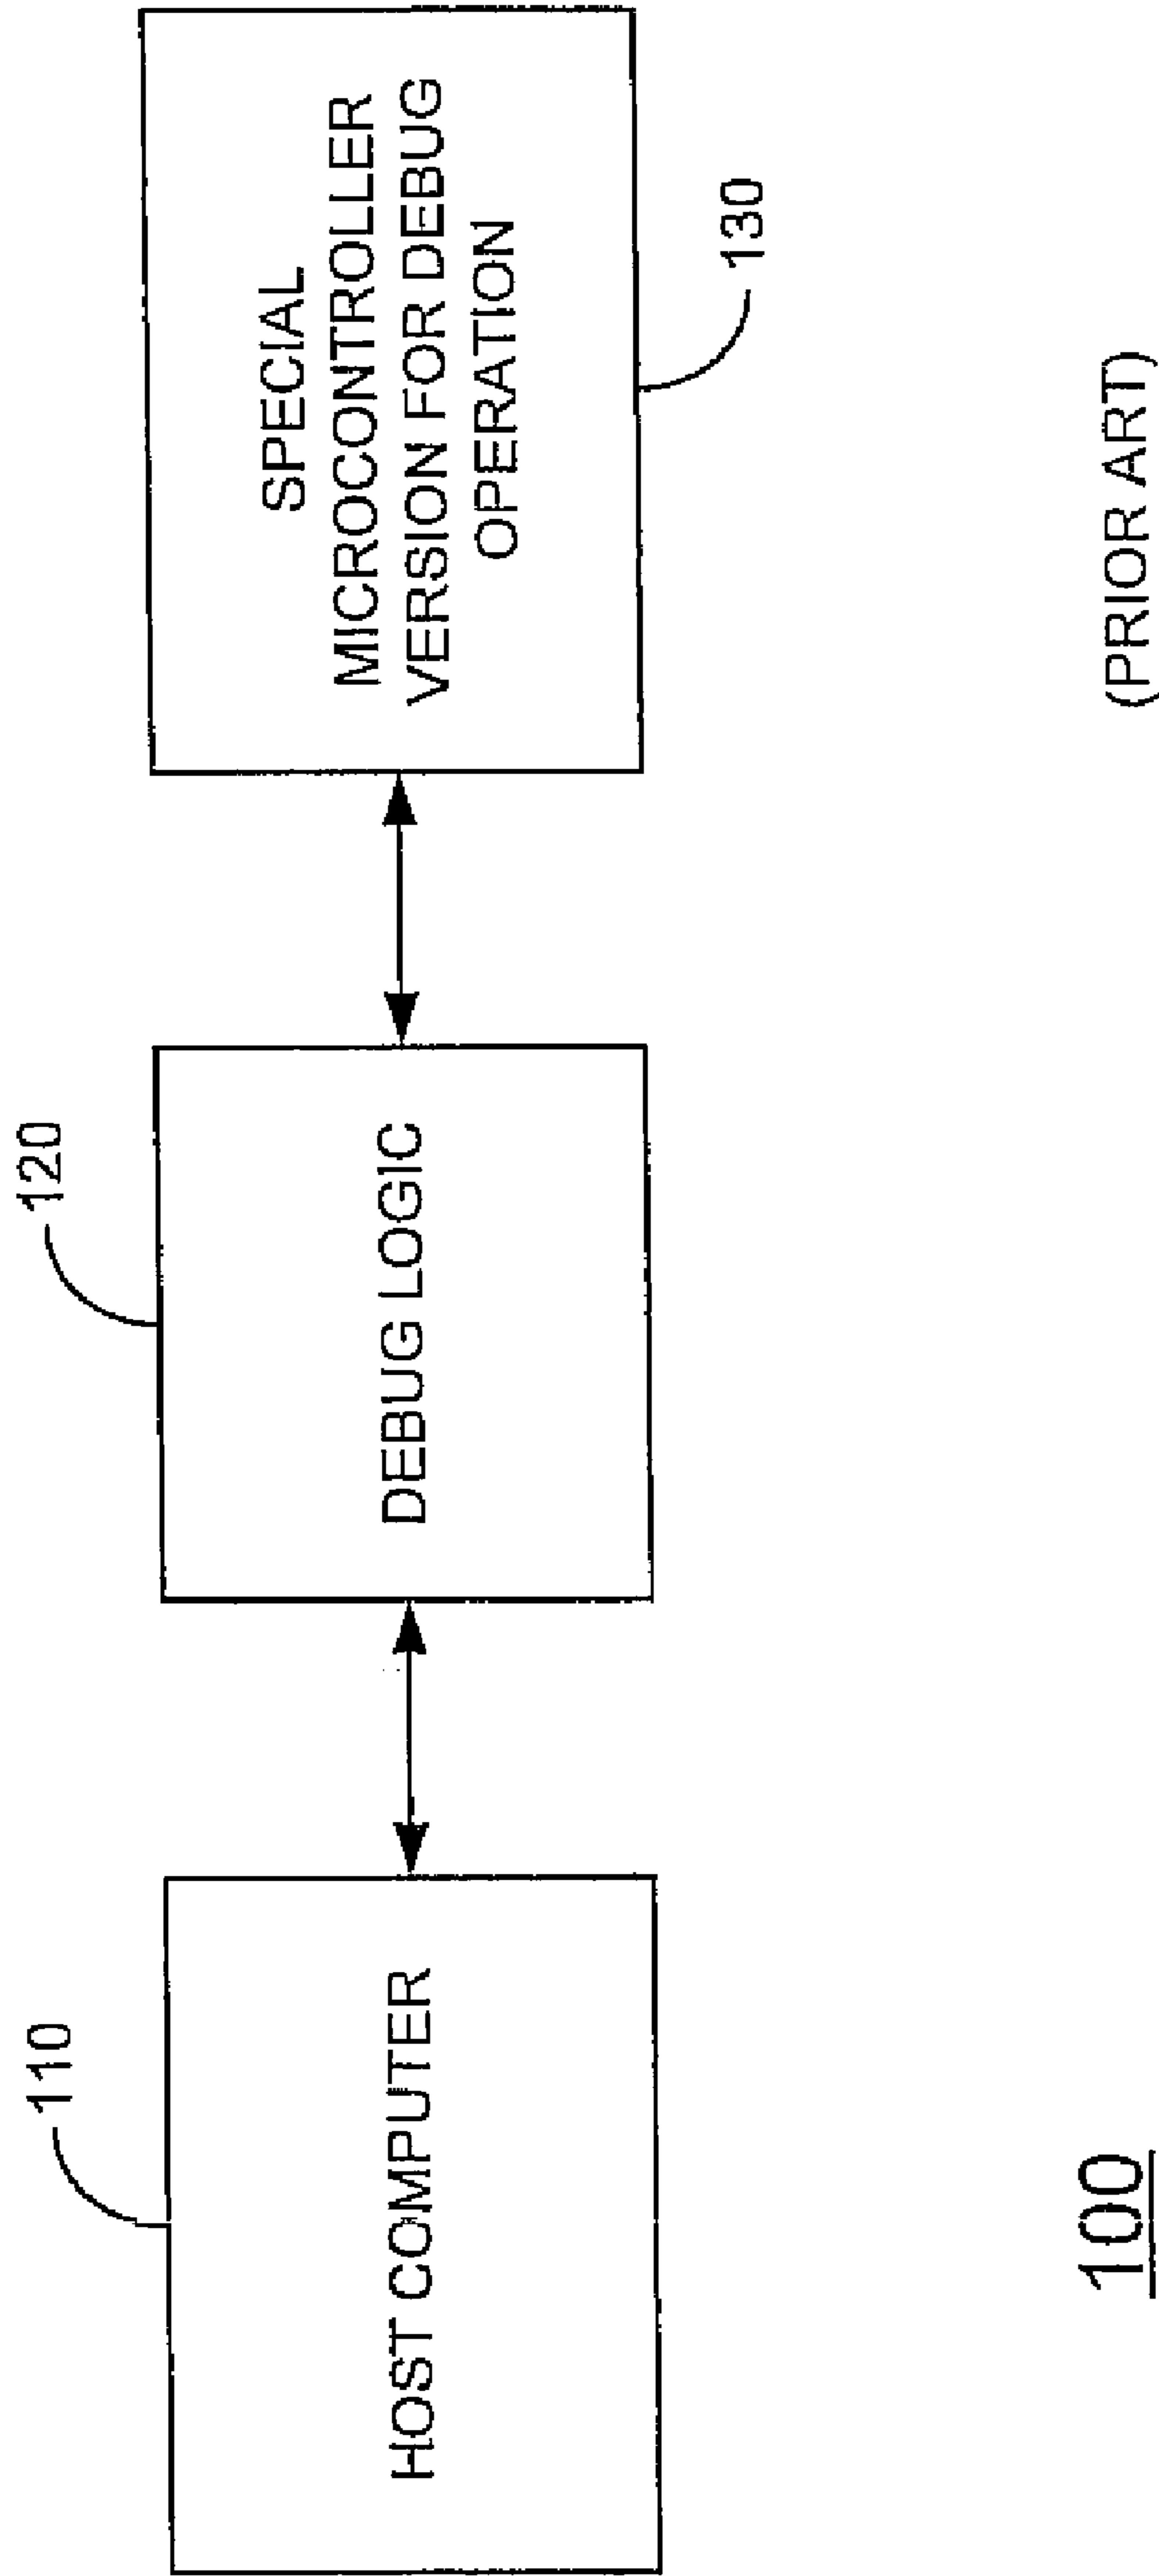 110
120
HOST COMPUTER
DEBUG LOGIC
SPECIAL
MICROCONTROLLER
VERSION FOR DEBUG
OPERATION
130
100
(PRIOR ART)